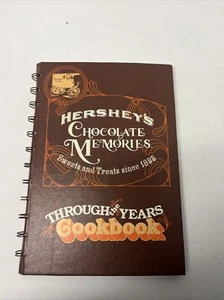 HERSHEY'S
CHOCOLATE
MEMORIES
Sweets and Treats since 1895
THROUGH the YEARS
Cookbook